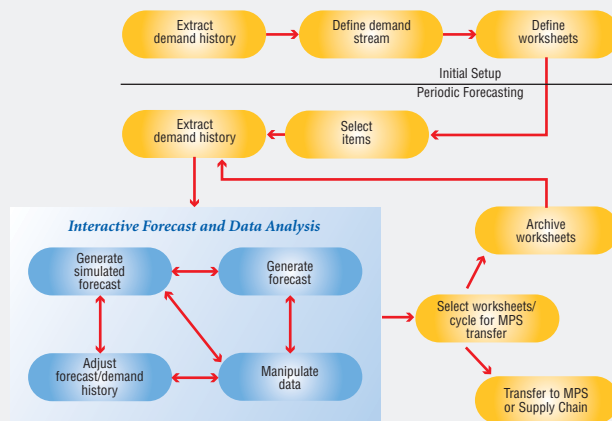 Extract
demand history
Define demand
stream
Define
worksheets
Initial Setup
Periodic Forecasting
Extract
demand history
Select
items
Interactive Forecast and Data Analysis
Generate
simulated
forecast
Generate
forecast
Adjust
forecast/demand
history
Manipulate
data
Archive
worksheets
Select worksheets/
cycle for MPS
transfer
Transfer to MPS
or Supply Chain